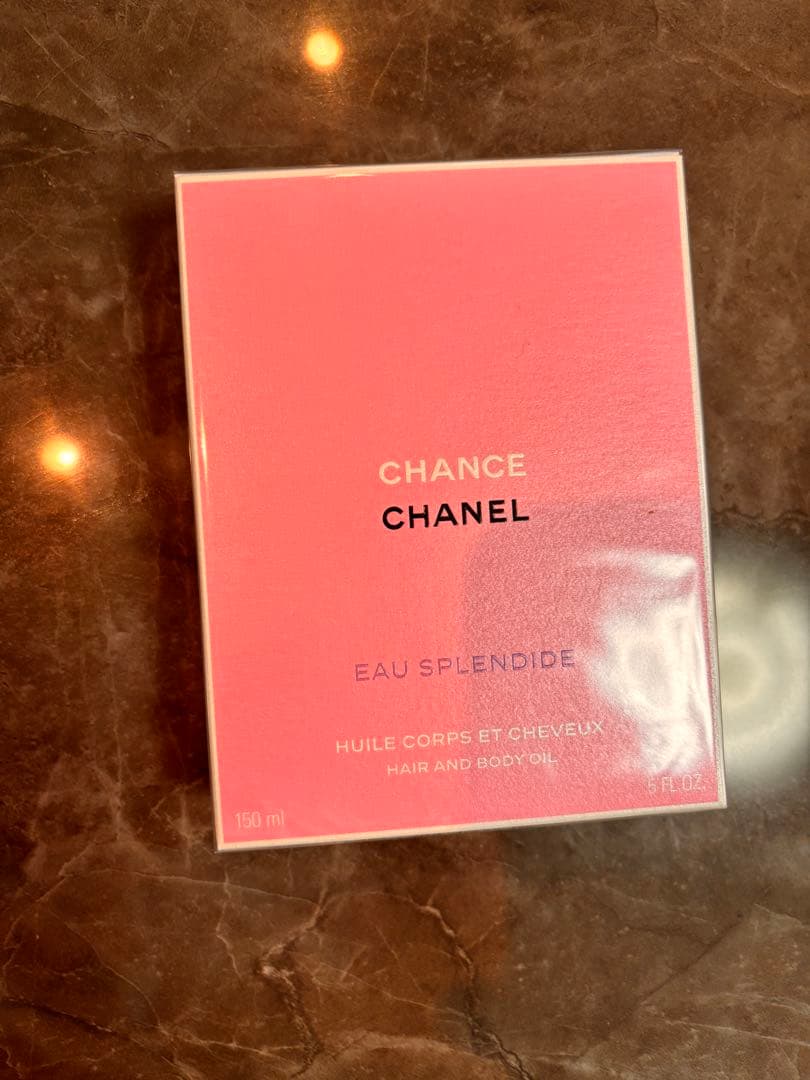 CHANCE
CHANEL
EAU SPLENDIDE
HUILE CORPS ET CHEVEUX
HAIR AND BODY OIL
150 ml
5 FL.OZ.